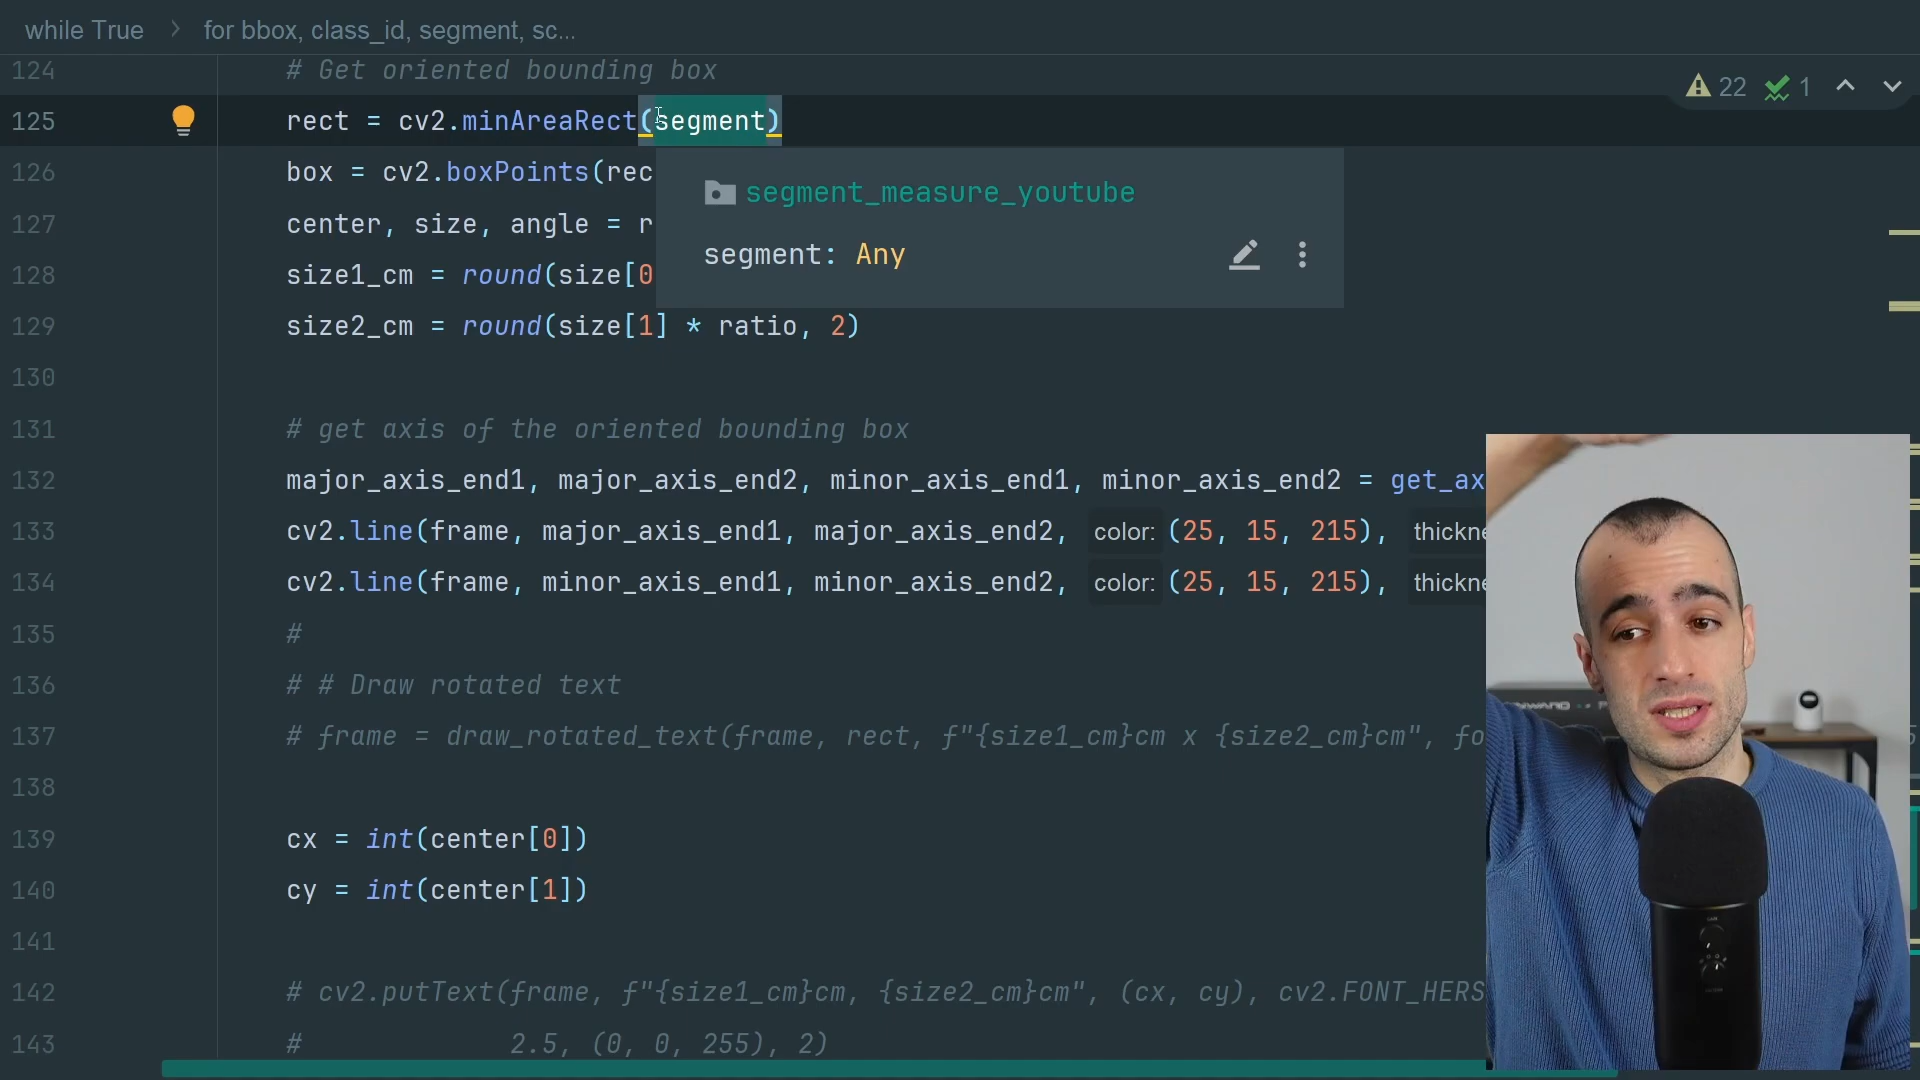 while True > for bbox, class_id, segment, sc...
124 # Get oriented bounding box
22 1
125 rect = cv2.minAreaRect(segment)
126 box = cv2.boxPoints(rec
segment_measure_youtube
127 center, size, angle = r
segment: Any
128 size1_cm = round(size[0
129 size2_cm = round(size[1] * ratio, 2)
130
131 # get axis of the oriented bounding box
132 major_axis_end1, major_axis_end2, minor_axis_end1, minor_axis_end2 = get_ax
133 cv2.line(frame, major_axis_end1, major_axis_end2, color: (25, 15, 215), thickne
134 cv2.line(frame, minor_axis_end1, minor_axis_end2, color: (25, 15, 215), thickne
135 #
136 # # Draw rotated text
137 # frame = draw_rotated_text(frame, rect, f"{size1_cm}cm x {size2_cm}cm", fo
138
139 cx = int(center[0])
140 cy = int(center[1])
141
142 # cv2.putText(frame, f"{size1_cm}cm, {size2_cm}cm", (cx, cy), cv2.FONT_HERS
143 # 2.5, (0, 0, 255), 2)